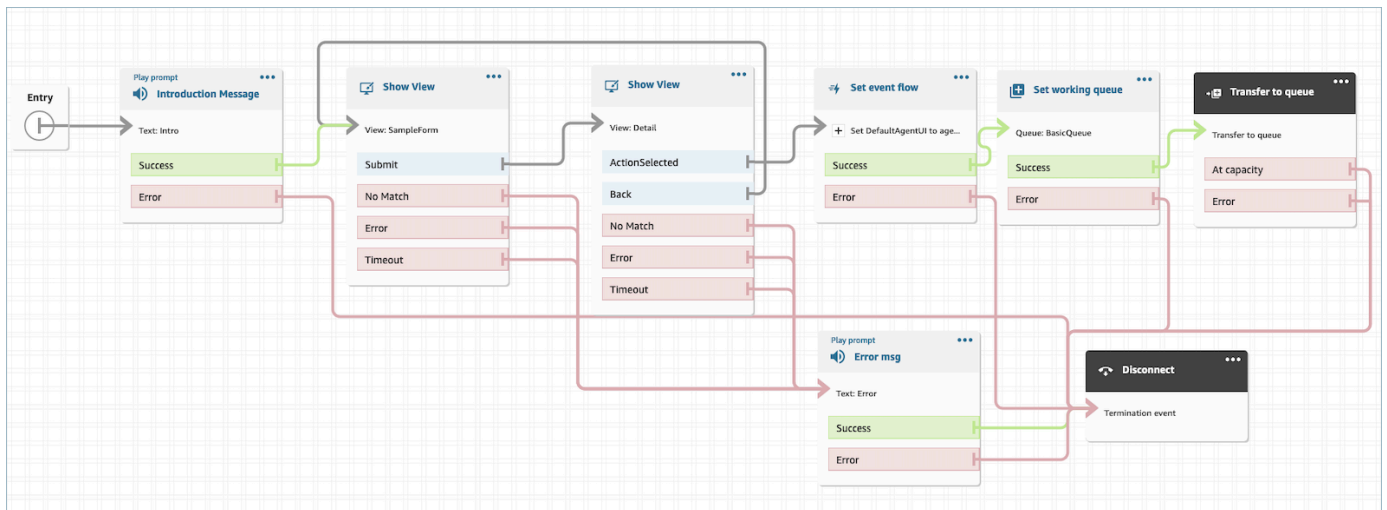 Entry
Play prompt
Introduction Message
Text: Intro
Success
Error
Show View
View: SampleForm
Submit
No Match
Error
Timeout
Show View
View: Detail
ActionSelected
Back
No Match
Error
Timeout
Set event flow
Set DefaultAgentUI to age...
Success
Error
Set working queue
Queue: BasicQueue
Success
Error
Transfer to queue
Transfer to queue
At capacity
Error
Play prompt
Error msg
Text: Error
Success
Error
Disconnect
Termination event